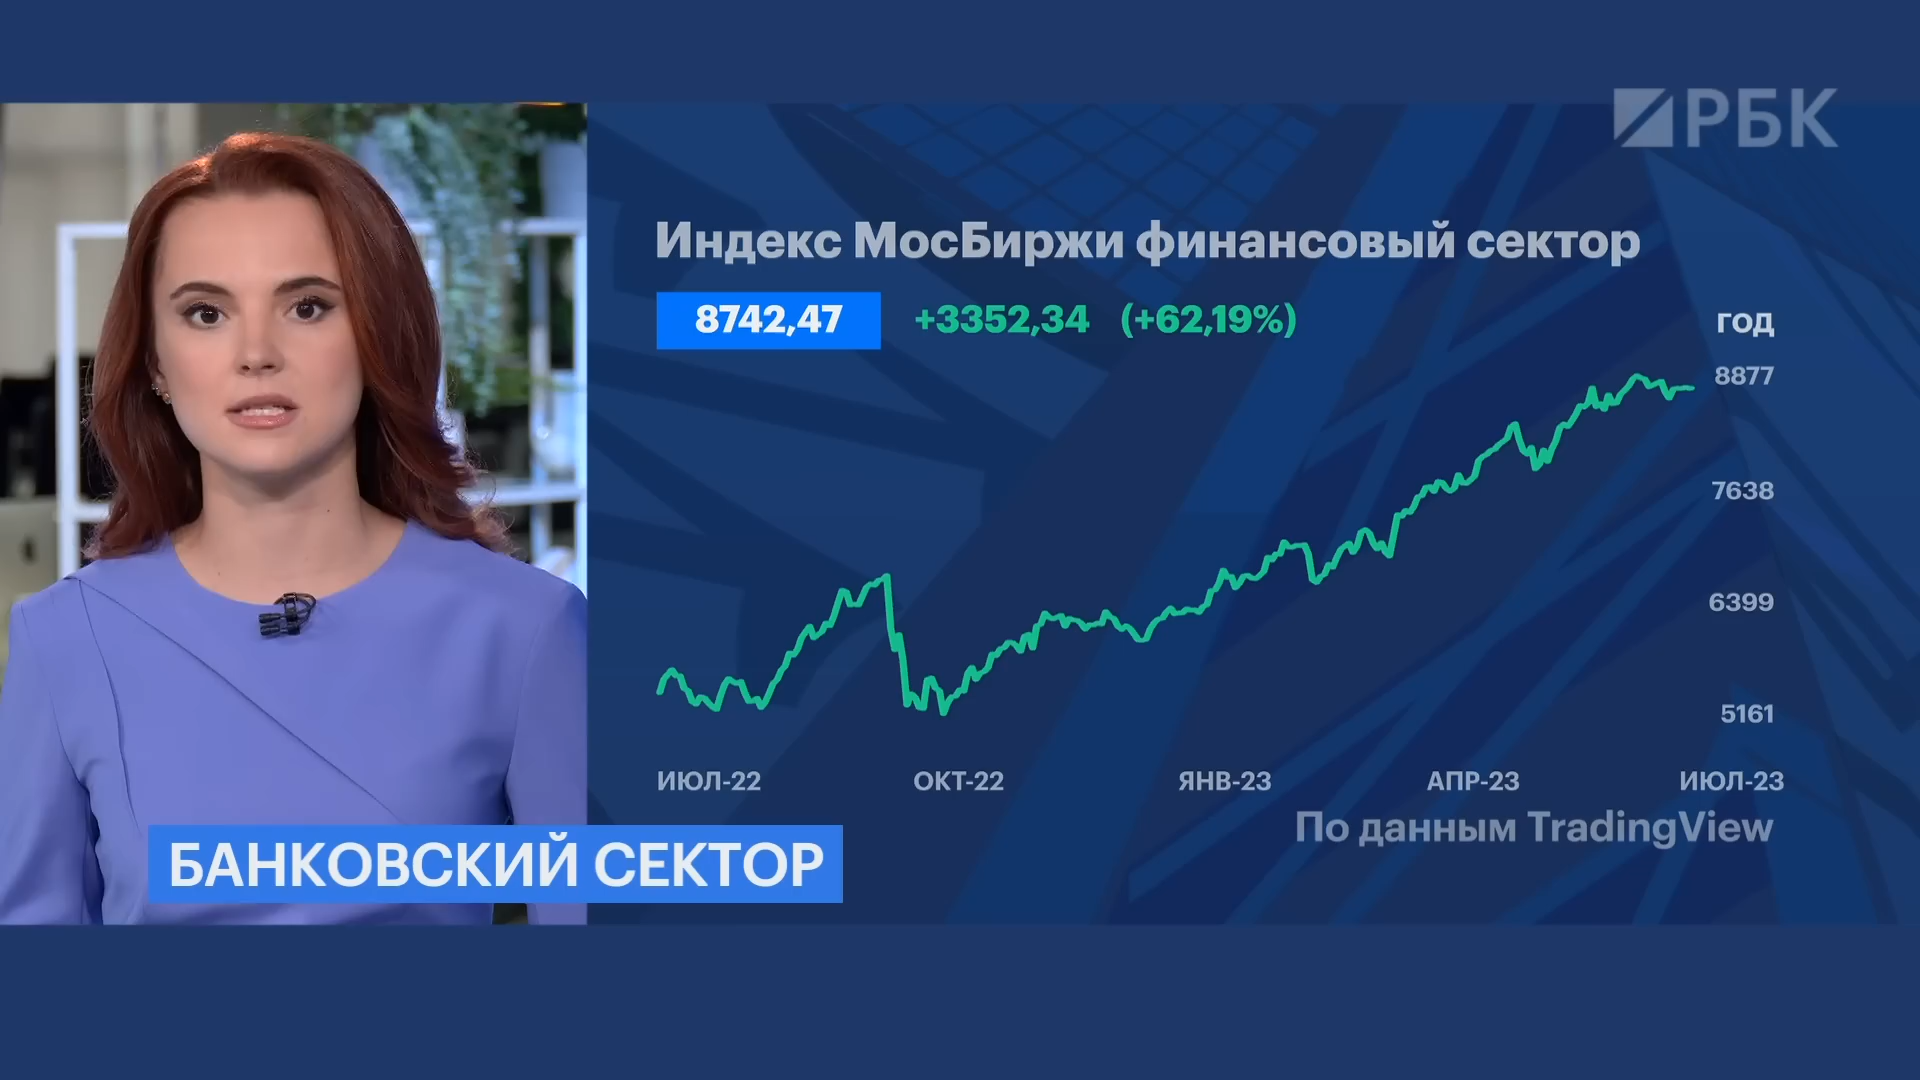 РБК
Индекс МосБиржи финансовый сектор
8742,47 +3352,34 (+62,19%)
ГОД
8877
7638
6399
5161
ИЮЛ-22 ОКТ-22 ЯНВ-23 АПР-23 ИЮЛ-23
По данным TradingView
БАНКОВСКИЙ СЕКТОР